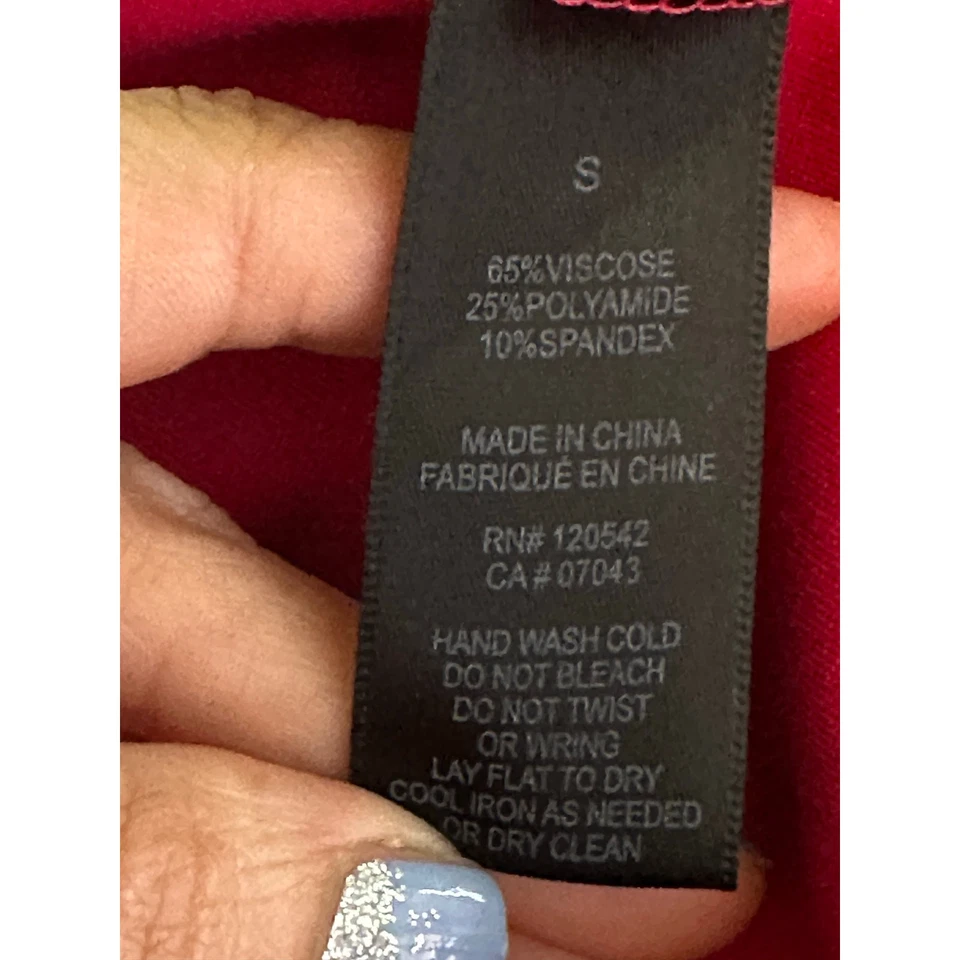 S
65%VISCOSE
25%POLYAMIDE
10%SPANDEX
MADE IN CHINA
FABRIQUÉ EN CHINE
RN# 120542
CA # 07043
HAND WASH COLD
DO NOT BLEACH
DO NOT TWIST
OR WRING
LAY FLAT TO DRY
COOL IRON AS NEEDED
OR DRY CLEAN